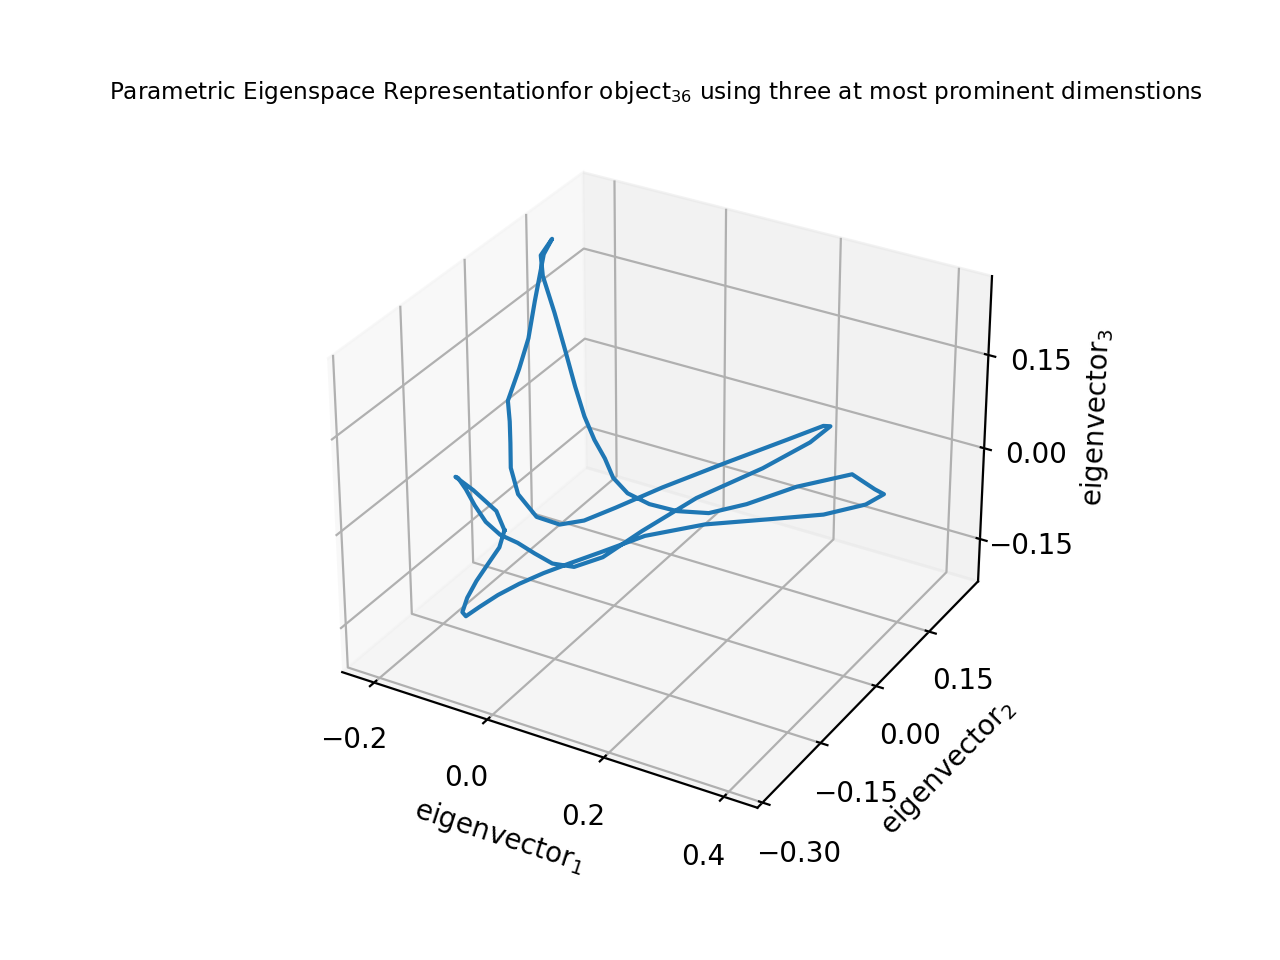 Parametric Eigenspace Representationfor object₃₆ using three at most prominent dimenstions
0.15
0.00
−0.15
eigenvector₃
0.15
0.00
−0.15
−0.30
eigenvector₂
−0.2
0.0
0.2
0.4
eigenvector₁